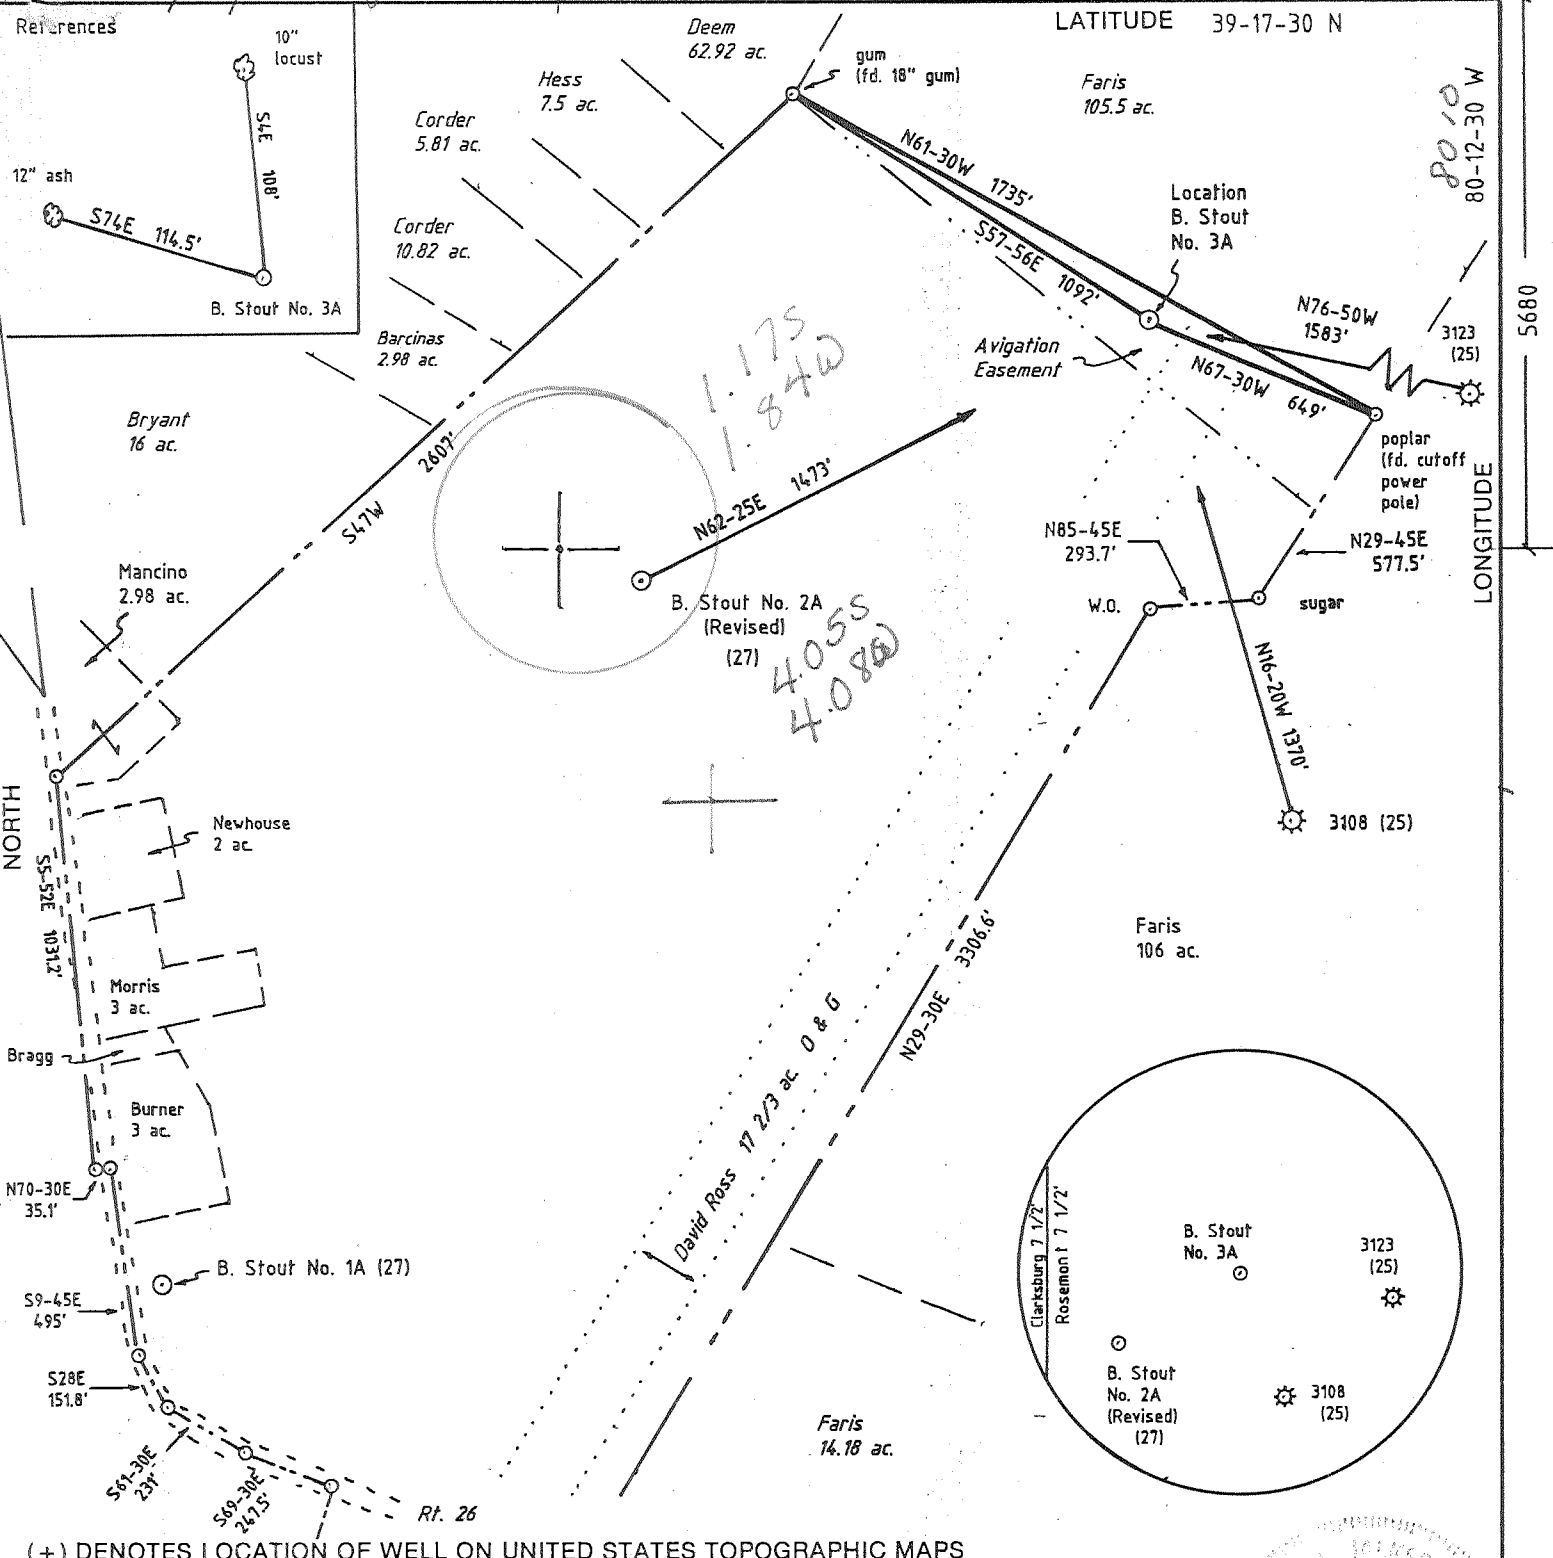 References
10"
locust
S4E 108'
12" ash
S74E 114.5'
B. Stout No. 3A
Deem
62.92 ac.
Hess
7.5 ac.
Corder
5.81 ac.
Corder
10.82 ac.
Barcinas
2.98 ac.
Bryant
16 ac.
Mancino
2.98 ac.
gum
(fd. 18" gum)
LATITUDE 39-17-30 N
Faris
105.5 ac.
80 10
80-12-30 W
5680
LONGITUDE
N61-30W 1735'
S57-56E 1092'
Location
B. Stout
No. 3A
N76-50W
1583'
3123
(25)
Avigation
Easement
N67-30W 649'
poplar
(fd. cutoff
power
pole)
N29-45E
577.5'
N85-45E
293.7'
W.O.
sugar
N16-20W 1370'
3108 (25)
S47W 2607'
1.17S
1.84W
N62-25E 1473'
B. Stout No. 2A
(Revised)
(27)
4.05S
4.08W
NORTH
S5-52E 1031.2'
Newhouse
2 ac.
Morris
3 ac.
Bragg
Burner
3 ac.
N70-30E
35.1'
B. Stout No. 1A (27)
S9-45E
495'
S28E
151.8'
S61-30E
231'
S69-30E
247.5'
Rt. 26
David Ross 17 2/3 ac. O & G
N29-30E 3306.6'
Faris
106 ac.
Faris
14.18 ac.
Clarksburg 7 1/2'
Rosemont 7 1/2'
B. Stout
No. 3A
3123
(25)
B. Stout
No. 2A
(Revised)
(27)
3108
(25)
(+) DENOTES LOCATION OF WELL ON UNITED STATES TOPOGRAPHIC MAPS